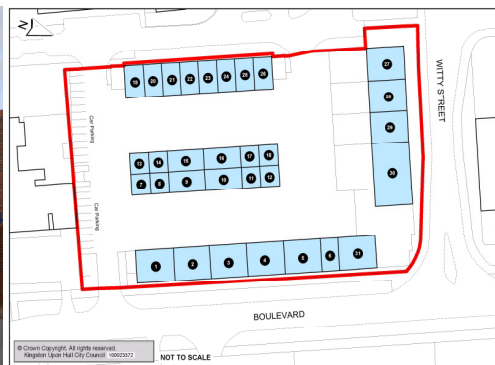 N
19 20 21 22 23 24 25 26
27
28
29
30
WITTY STREET
Car Parking
13 14 15 16 17 18
7 8 9 10 11 12
Car Parking
1 2 3 4 5 6 31
BOULEVARD
© Crown Copyright. All rights reserved.
Kingston Upon Hull City Council 100023372
NOT TO SCALE